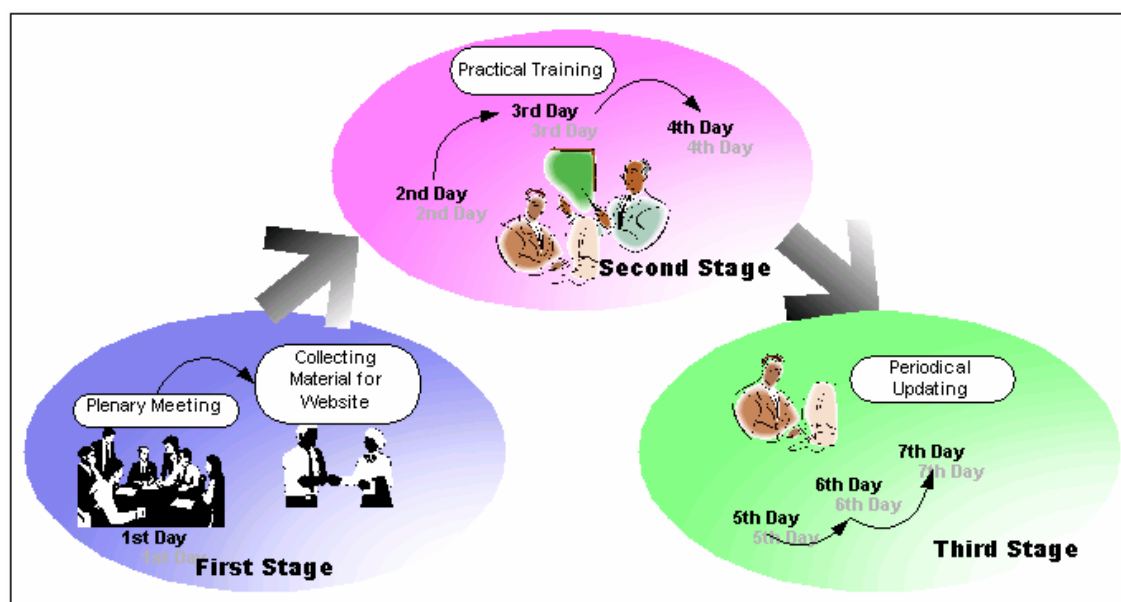 Plenary Meeting
Collecting
Material for
Website
1st Day
1st Day
First Stage
Practical Training
2nd Day
2nd Day
3rd Day
3rd Day
4th Day
4th Day
Second Stage
Periodical
Updating
5th Day
5th Day
6th Day
6th Day
7th Day
7th Day
Third Stage